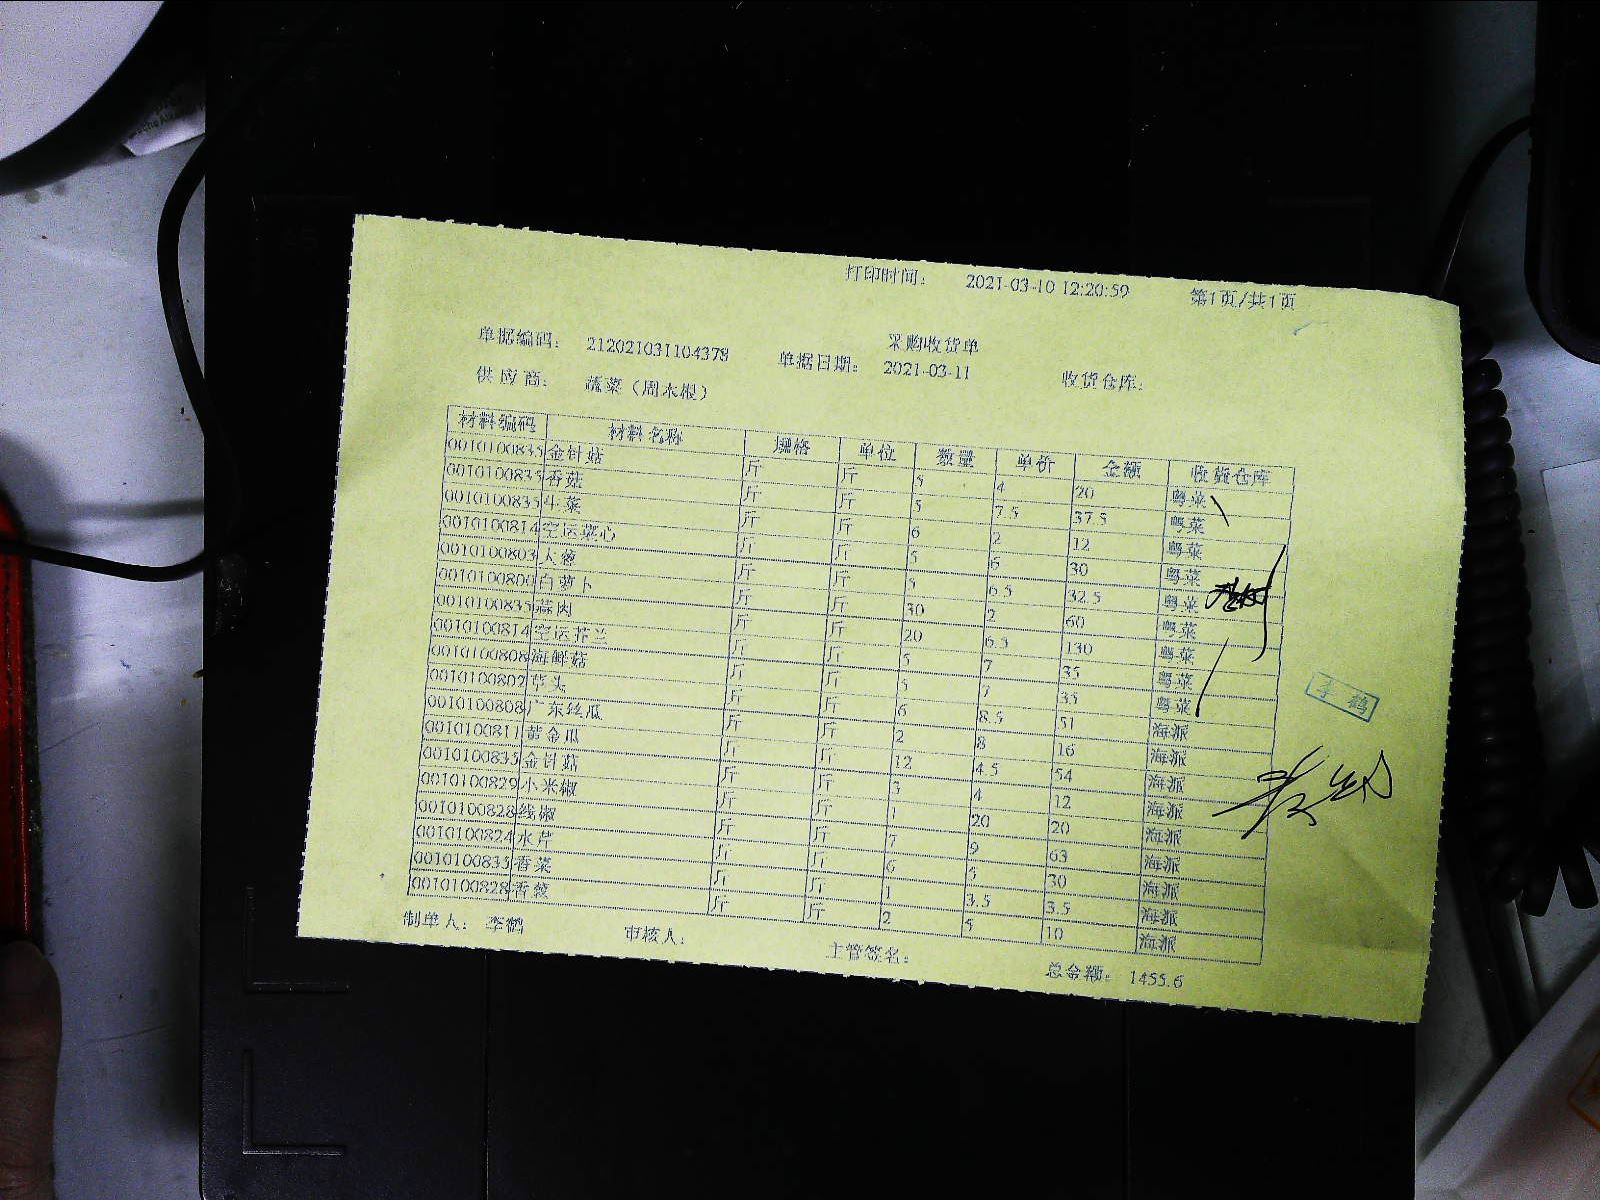 打印时间： 2021-03-10 12:20:59 第1页/共1页
采购收货单
单据编码： 212021031104378 单据日期： 2021-03-11 收货仓库：
供应商： 蔬菜（周木根）
材料编码 材料名称 规格 单位 数量 单价 金额 收货仓库
0010100835 金针菇 斤 斤 5 4 20 粤菜
0010100835 香菇 斤 斤 5 7.5 37.5 粤菜
0010100835 生菜 斤 斤 6 2 12 粤菜
0010100814 空运菜心 斤 斤 5 6 30 粤菜
0010100803 大葱 斤 斤 5 6.5 32.5 粤菜
0010100800 白萝卜 斤 斤 30 2 60 粤菜
0010100835 蒜肉 斤 斤 20 6.5 130 粤菜
0010100814 空运芥兰 斤 斤 5 7 35 粤菜
0010100808 海鲜菇 斤 斤 5 7 35 粤菜
0010100802 草头 斤 斤 6 8.5 51 海派
0010100808 广东丝瓜 斤 斤 2 8 16 海派
0010100811 黄金瓜 斤 斤 12 4.5 54 海派
0010100835 金针菇 斤 斤 3 4 12 海派
0010100829 小米椒 斤 斤 1 20 20 海派
0010100828 线椒 斤 斤 7 9 63 海派
0010100824 水芹 斤 斤 6 5 30 海派
0010100833 香菜 斤 斤 1 3.5 3.5 海派
0010100828 香葱 斤 斤 2 5 10 海派
李鹤
制单人： 李鹤 审核人： 主管签名： 总金额： 1455.6